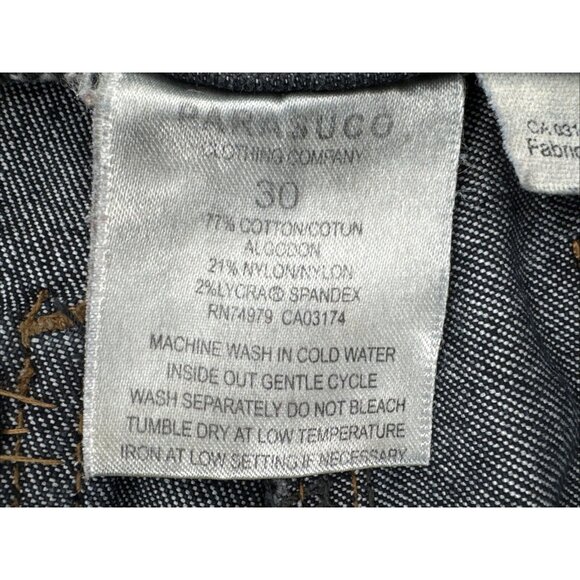 PARASUCO
CLOTHING COMPANY
30
77% COTTON/COTUN
ALGODON
21% NYLON/NYLON
2%LYCRA® SPANDEX
RN74979 CA03174
MACHINE WASH IN COLD WATER
INSIDE OUT GENTLE CYCLE
WASH SEPARATELY DO NOT BLEACH
TUMBLE DRY AT LOW TEMPERATURE
IRON AT LOW SETTING IF NECESSARY
CA 031
Fabric